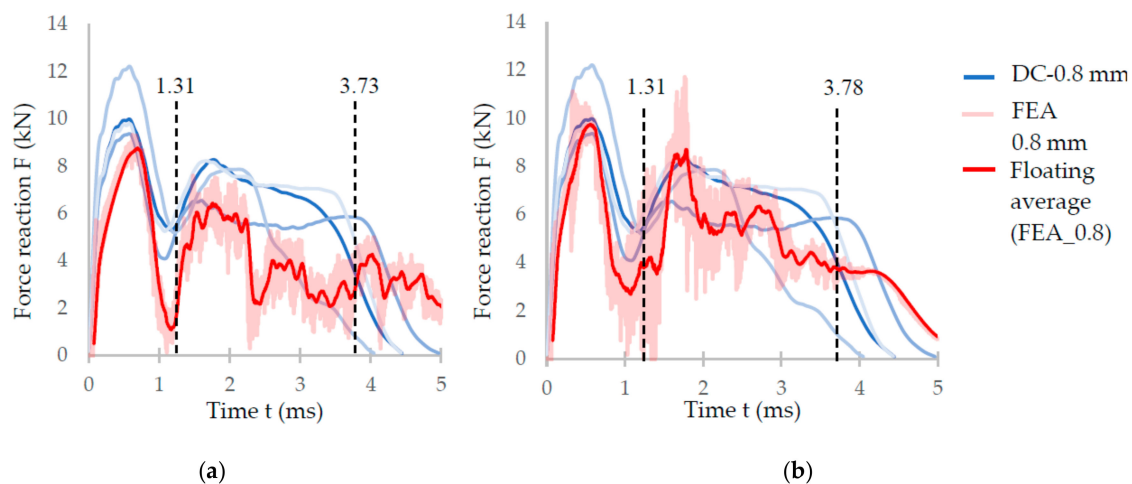 14
12
10
8
6
4
2
0
Force reaction F (kN)
1.31
3.73
0 1 2 3 4 5
Time t (ms)
(a)
14
12
10
8
6
4
2
0
Force reaction F (kN)
1.31
3.78
0 1 2 3 4 5
Time t (ms)
(b)
DC-0.8 mm
FEA
0.8 mm
Floating
average
(FEA_0.8)